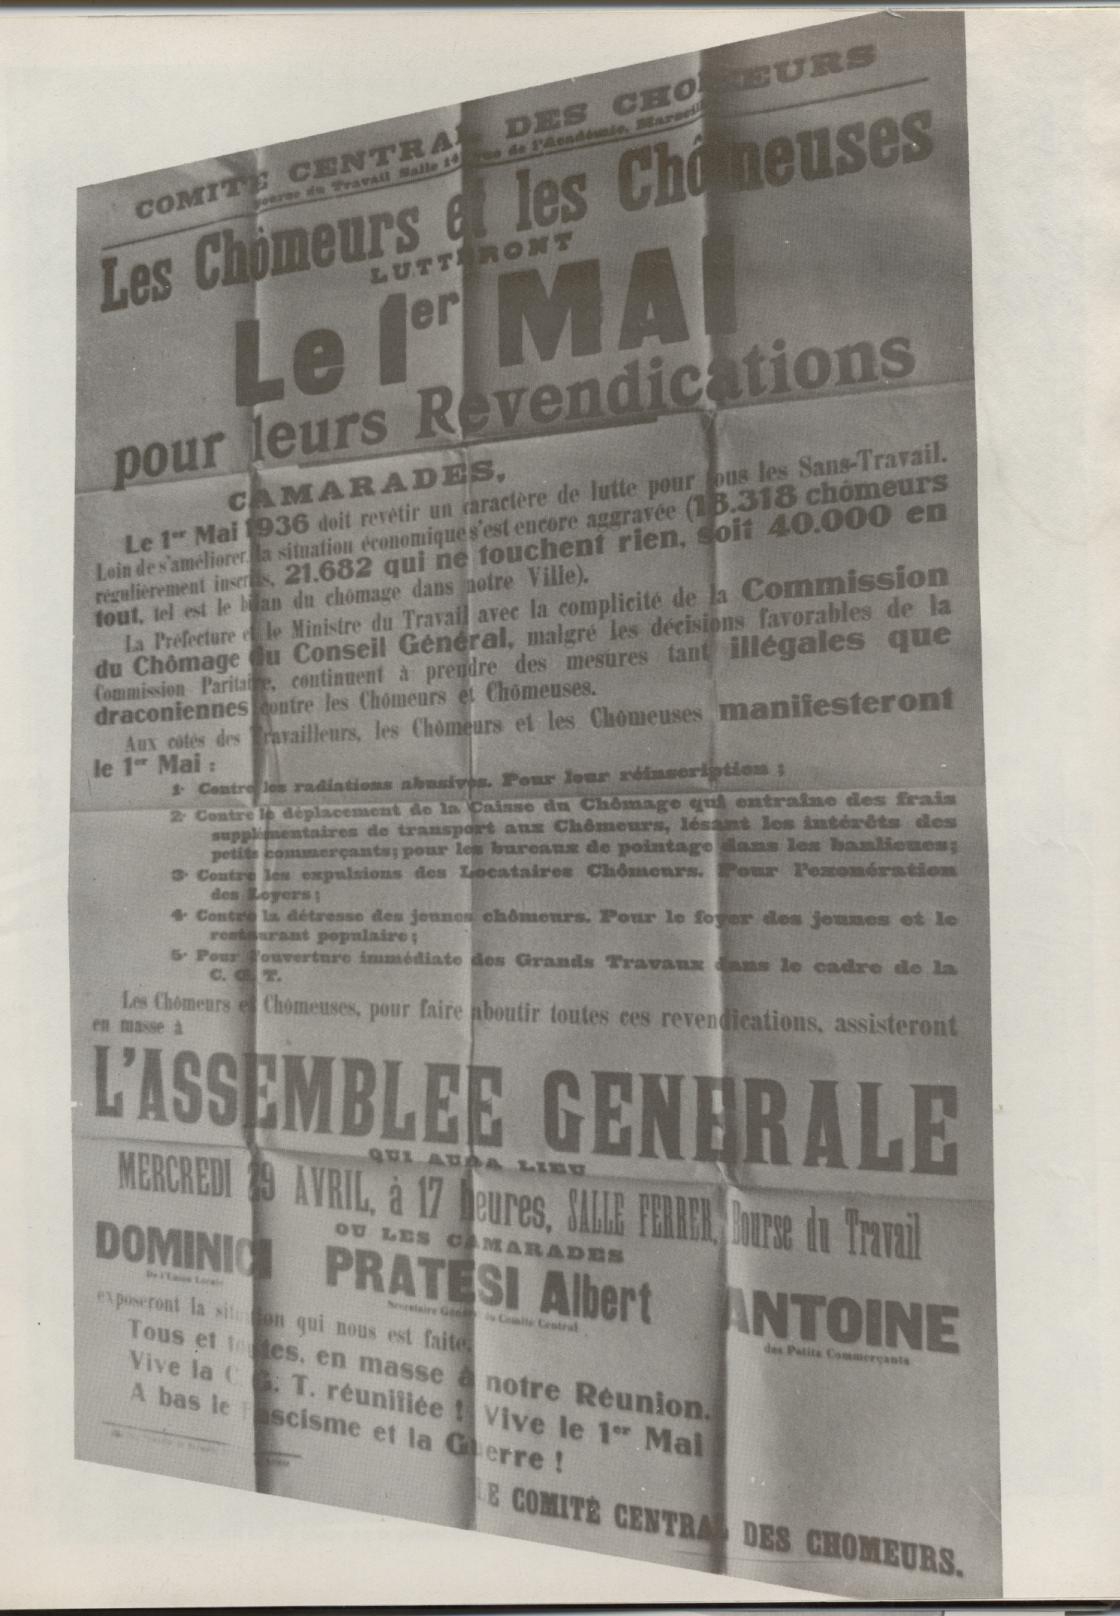 COMITÉ CENTRAL DES CHOMEURS
Bourse du Travail Salle 14, rue de l'Académie, Marseille
Les Chômeurs et les Chômeuses
LUTTERONT
Le 1er MAI
pour leurs Revendications
CAMARADES,
Le 1er Mai 1936 doit revêtir un caractère de lutte pour tous les Sans-Travail.
Loin de s'améliorer, la situation économique s'est encore aggravée (18.318 chômeurs
régulièrement inscrits, 21.682 qui ne touchent rien, soit 40.000 en
tout, tel est le bilan du chômage dans notre Ville).
La Préfecture et le Ministre du Travail avec la complicité de la Commission
du Chômage du Conseil Général, malgré les décisions favorables de la
Commission Paritaire, continuent à prendre des mesures tant illégales que
draconiennes contre les Chômeurs et Chômeuses.
Aux côtés des Travailleurs, les Chômeurs et les Chômeuses manifesteront
le 1er Mai :
1· Contre les radiations abusives. Pour leur réinscription ;
2· Contre le déplacement de la Caisse du Chômage qui entraîne des frais
supplémentaires de transport aux Chômeurs, lésant les intérêts des
petits commerçants; pour les bureaux de pointage dans les banlieues;
3· Contre les expulsions des Locataires Chômeurs. Pour l'exonération
des Loyers ;
4· Contre la détresse des jeunes chômeurs. Pour le foyer des jeunes et le
restaurant populaire ;
5· Pour l'ouverture immédiate des Grands Travaux dans le cadre de la
C. G. T.
Les Chômeurs et Chômeuses, pour faire aboutir toutes ces revendications, assisteront
en masse à
L'ASSEMBLEE GENERALE
QUI AURA LIEU
MERCREDI 29 AVRIL, à 17 heures, SALLE FERRER, Bourse du Travail
OU LES CAMARADES
DOMINICI PRATESI Albert ANTOINE
De l'Union Locale Secrétaire Général du Comité Central des Petits Commerçants
exposeront la situation qui nous est faite.
Tous et toutes, en masse à notre Réunion.
Vive la C. G. T. réunifiée ! Vive le 1er Mai
A bas le Fascisme et la Guerre !
LE COMITÉ CENTRAL DES CHOMEURS.